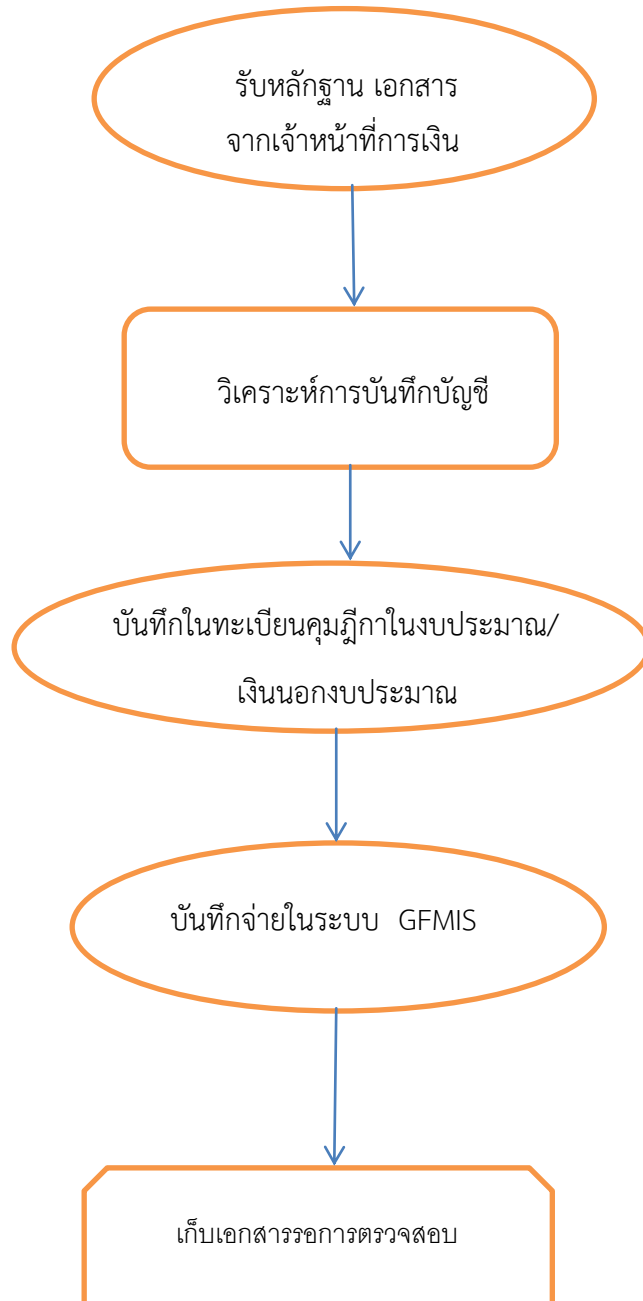 รับหลักฐาน เอกสาร
จากเจ้าหน้าที่การเงิน
วิเคราะห์การบันทึกบัญชี
บันทึกในทะเบียนคุมฎีกาในงบประมาณ/
เงินนอกงบประมาณ
บันทึกจ่ายในระบบ GFMIS
เก็บเอกสารรอการตรวจสอบ